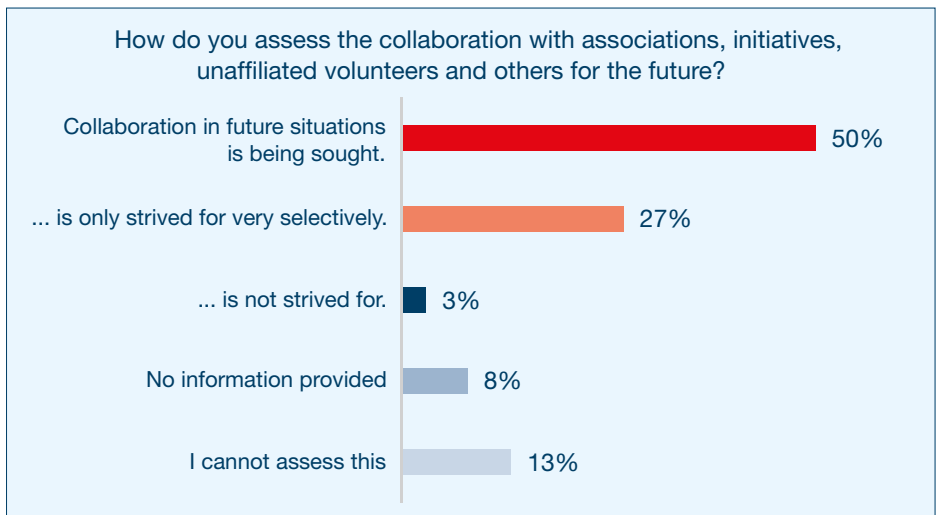 How do you assess the collaboration with associations, initiatives,
unaffiliated volunteers and others for the future?
Collaboration in future situations
is being sought.
50%
... is only strived for very selectively.
27%
... is not strived for.
3%
No information provided
8%
I cannot assess this
13%